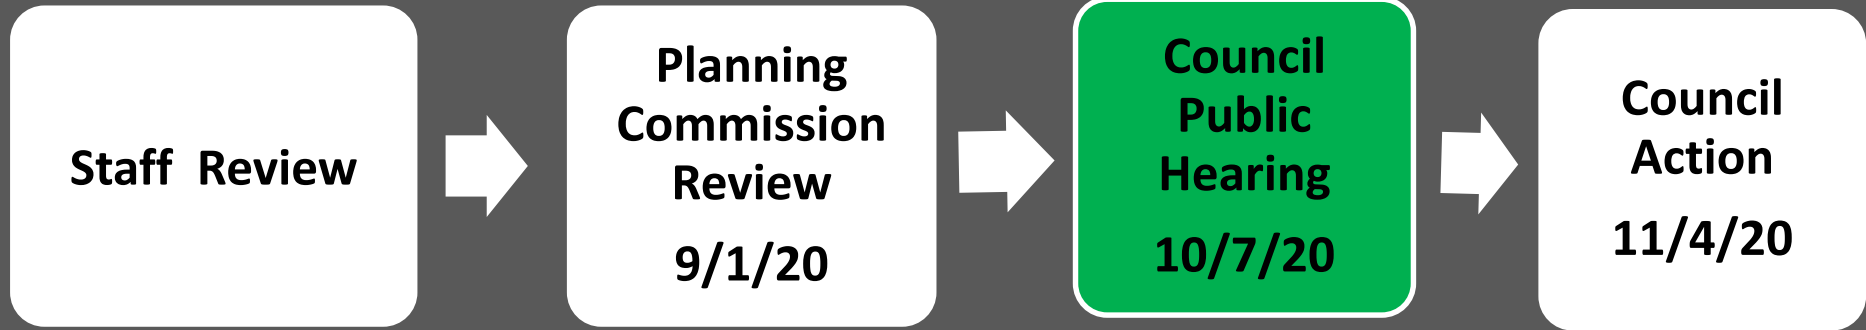 Staff  Review
Planning
Commission
Review
9/1/20
Council
Public
Hearing
10/7/20
Council
Action
11/4/20